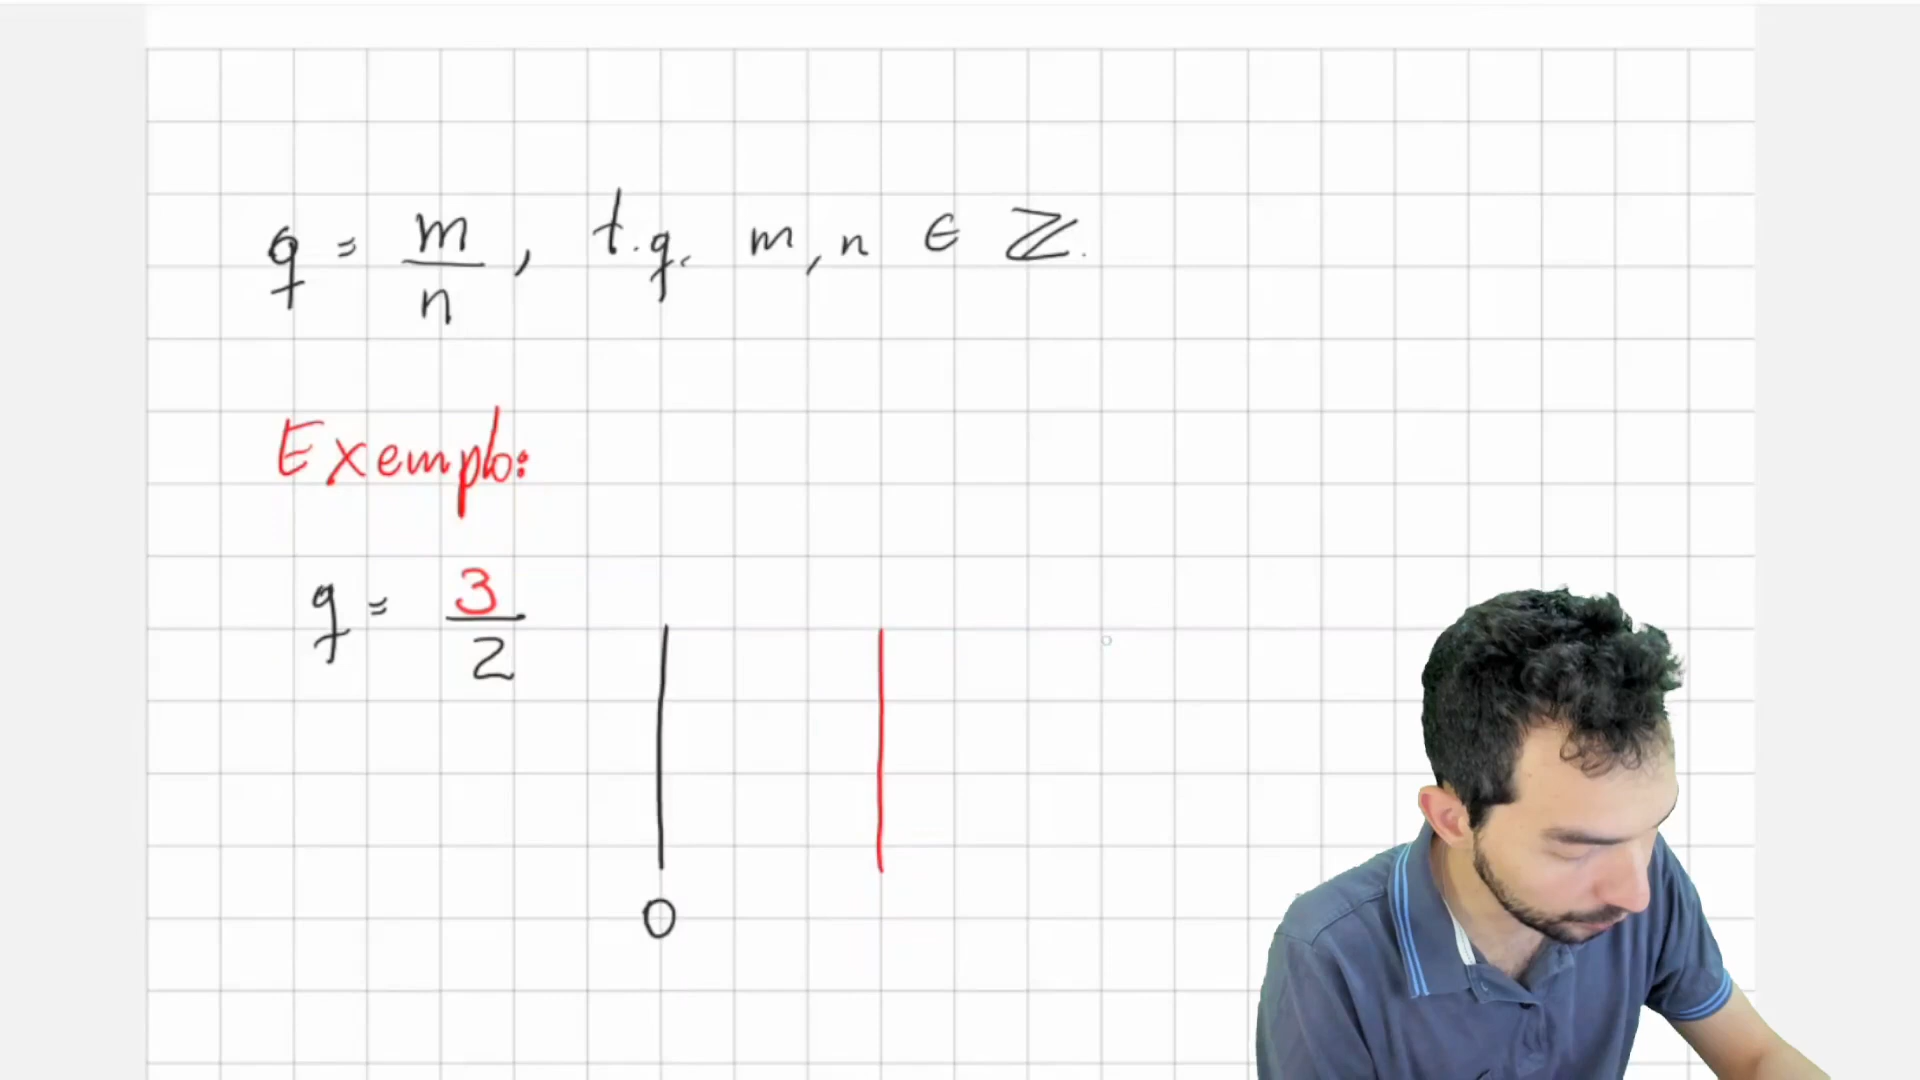 q = m/n, t.q. m, n ∈ ℤ.
Exemplo:
q = 3/2
0